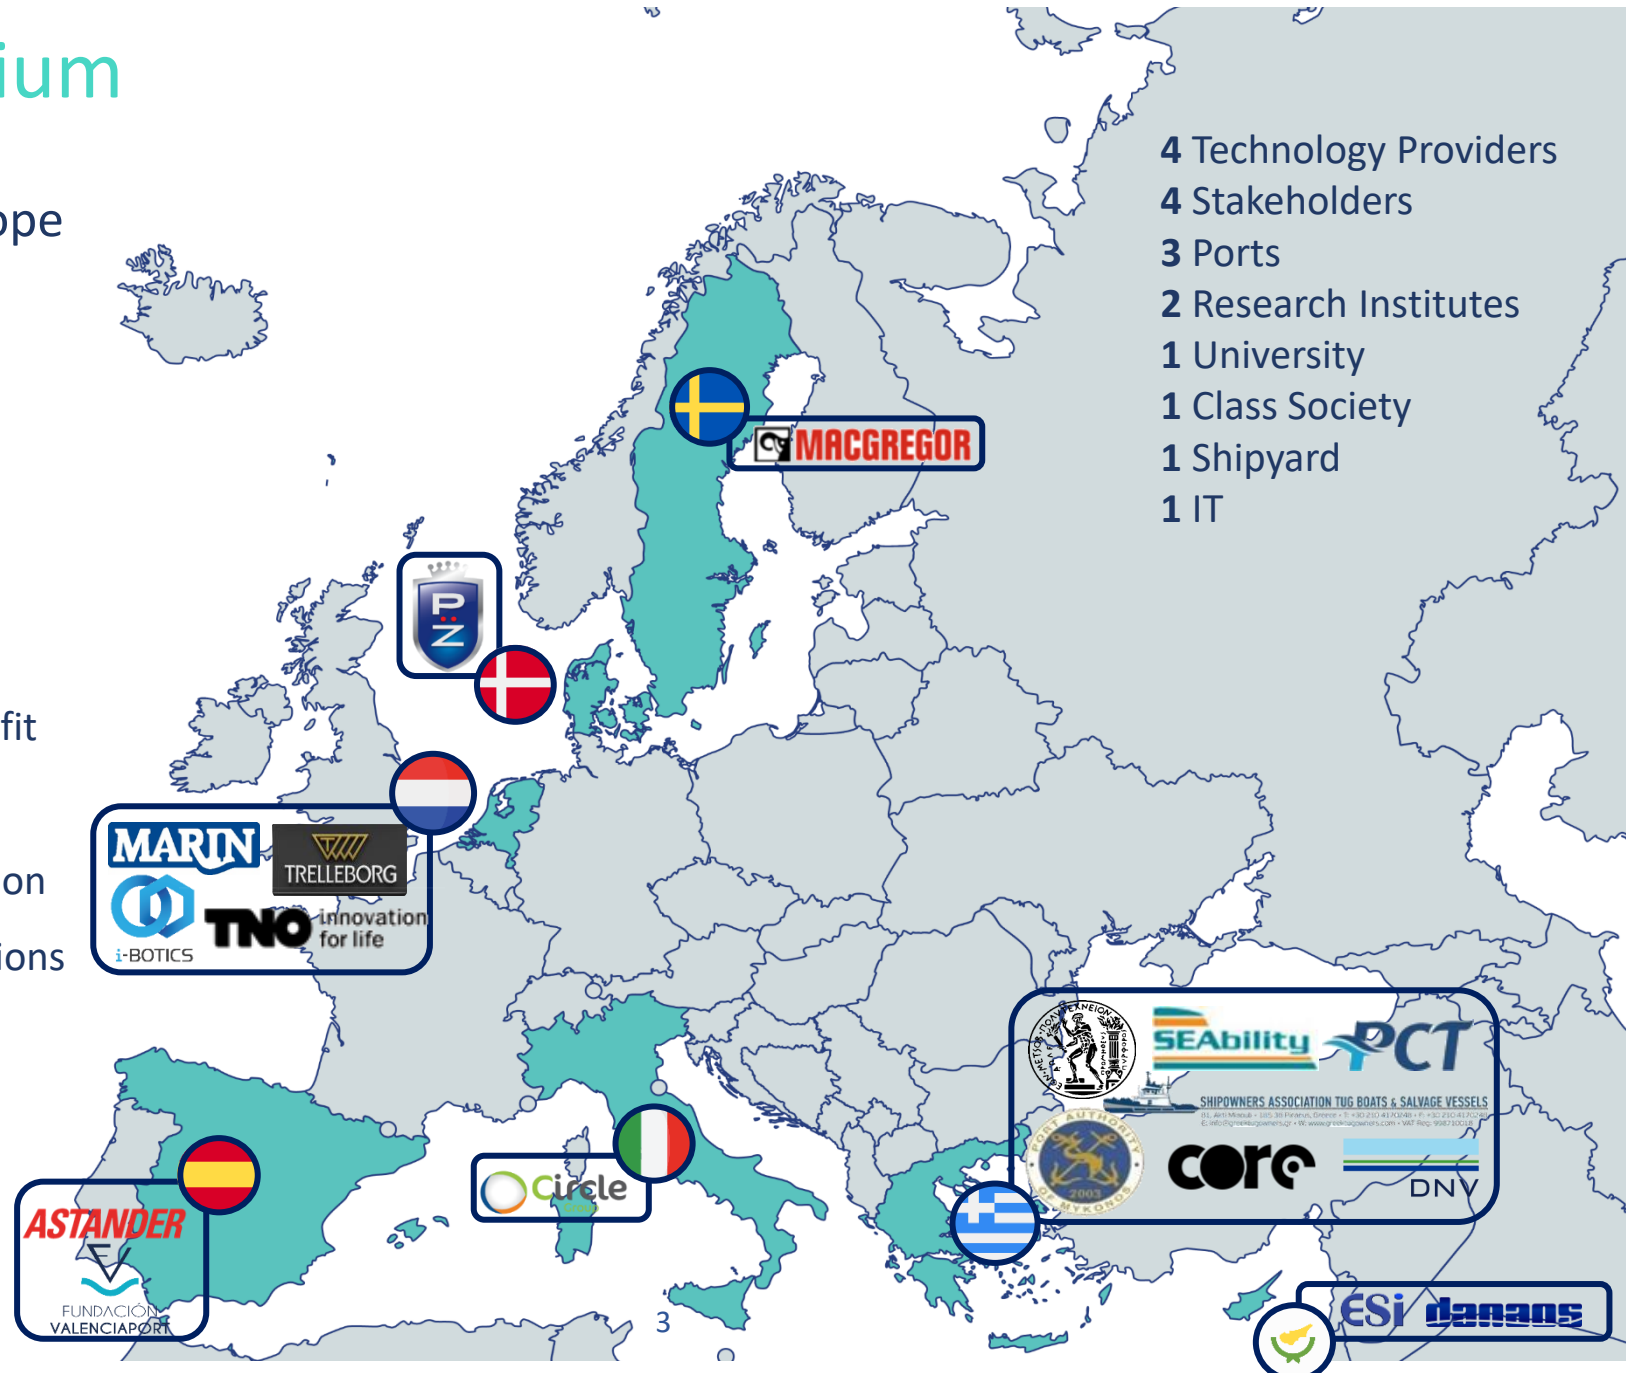 ium
ope
4 Technology Providers
4 Stakeholders
3 Ports
2 Research Institutes
1 University
1 Class Society
1 Shipyard
1 IT
MACGREGOR
P
Z
fit
on
ions
MARIN
TRELLEBORG
i-BOTICS
TNO innovation
for life
SEAbility
PCT
SHIPOWNERS ASSOCIATION TUG BOATS & SALVAGE VESSELS
PORT AUTHORITY
OF MYKONOS
2003
core
DNV
Circle
ASTANDER
FUNDACIÓN
VALENCIAPORT
3
ESi danaos